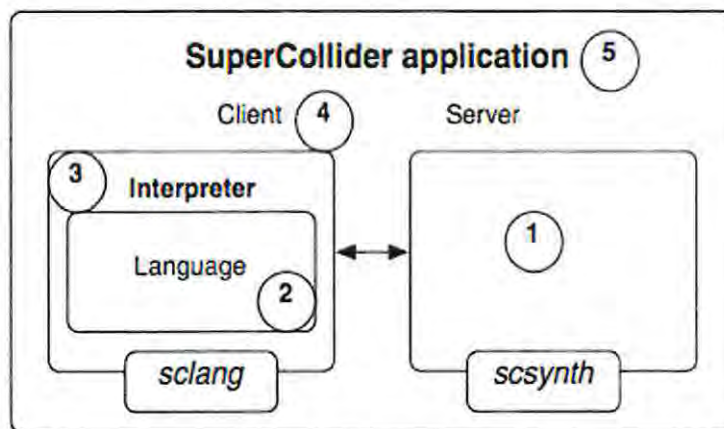 SuperCollider application 5
Client 4 Server
3
Interpreter
1
Language
2
sclang scsynth